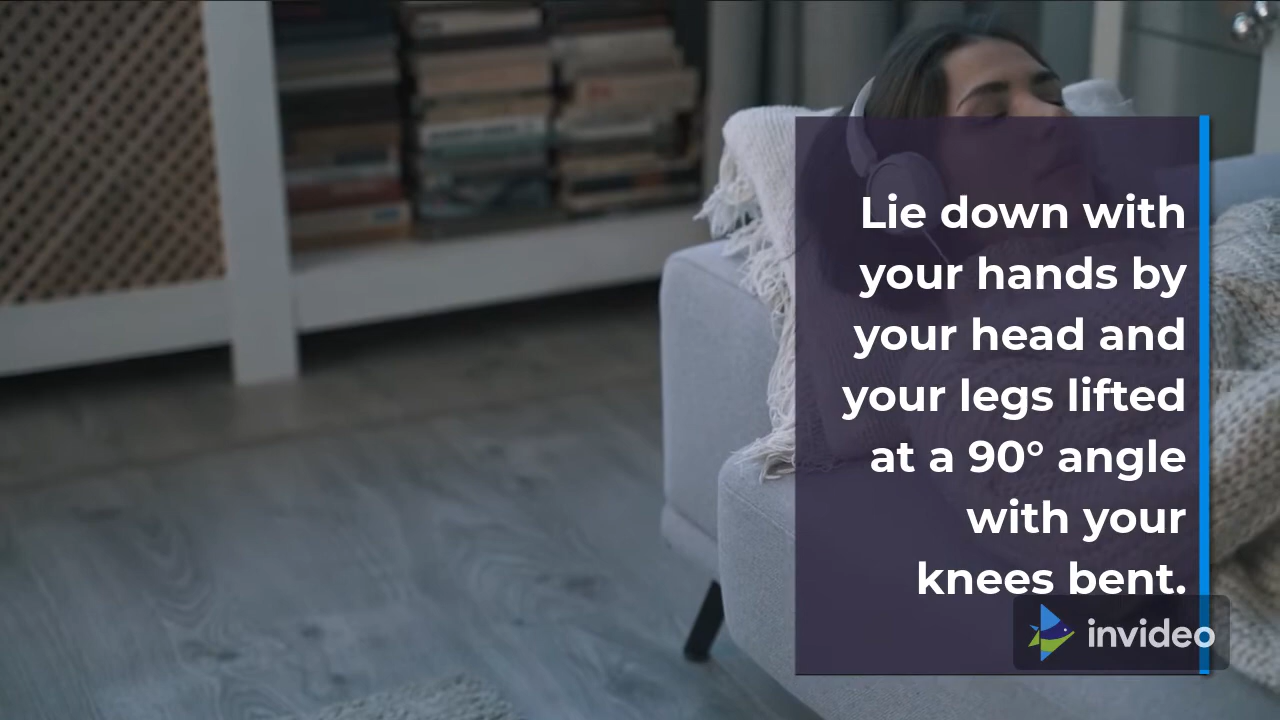 Lie down with
your hands by
your head and
your legs lifted
at a 90° angle
with your
knees bent.
invideo